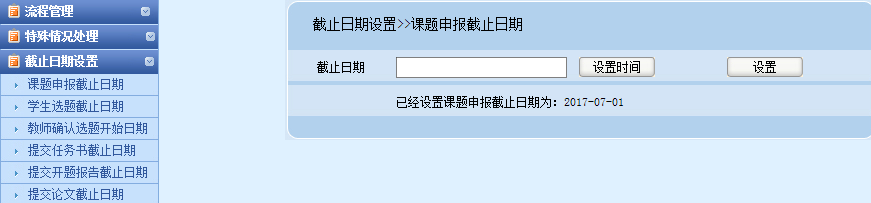 流程管理
特殊情况处理
截止日期设置
课题申报截止日期
学生选题截止日期
教师确认选题开始日期
提交任务书截止日期
提交开题报告截止日期
提交论文截止日期
截止日期设置>>课题申报截止日期
截止日期 设置时间 设置
已经设置课题申报截止日期为：2017-07-01